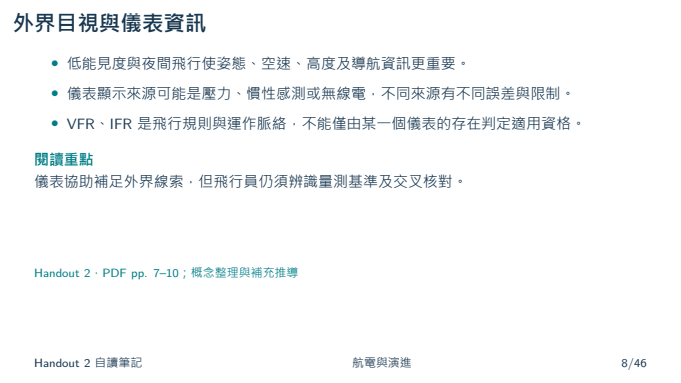 外界目視與儀表資訊
• 低能見度與夜間飛行使姿態、空速、高度及導航資訊更重要。
• 儀表顯示來源可能是壓力、慣性感測或無線電，不同來源有不同誤差與限制。
• VFR、IFR 是飛行規則與運作脈絡，不能僅由某一個儀表的存在判定適用資格。
閱讀重點
儀表協助補足外界線索，但飛行員仍須辨識量測基準及交叉核對。
Handout 2 · PDF pp. 7–10；概念整理與補充推導
Handout 2 自讀筆記 航電與演進 8/46